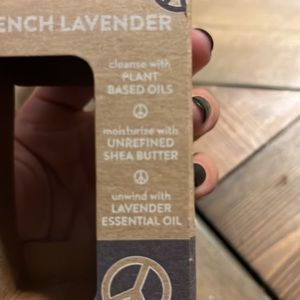 ENCH LAVENDER
cleanse with
PLANT
BASED OILS
moisturize with
UNREFINED
SHEA BUTTER
unwind with
LAVENDER
ESSENTIAL OIL